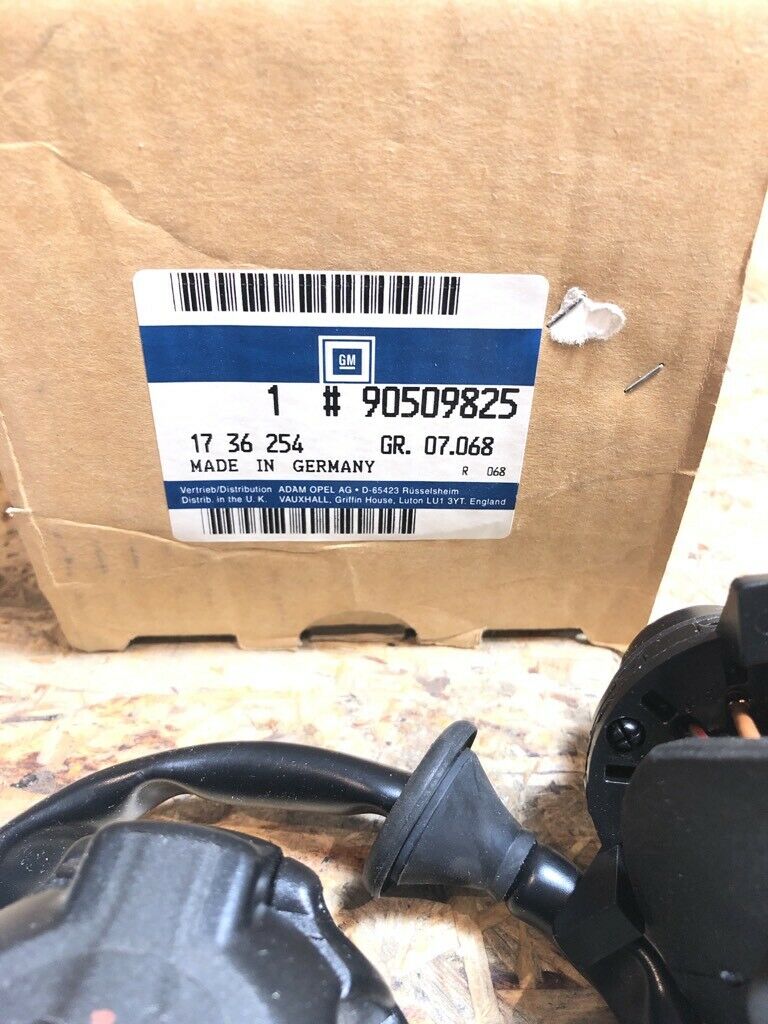 GM
1 # 90509825
17 36 254 GR. 07.068
MADE IN GERMANY R 068
Vertrieb/Distribution ADAM OPEL AG • D-65423 Rüsselsheim
Distrib. in the U. K. VAUXHALL, Griffin House, Luton LU1 3YT. England